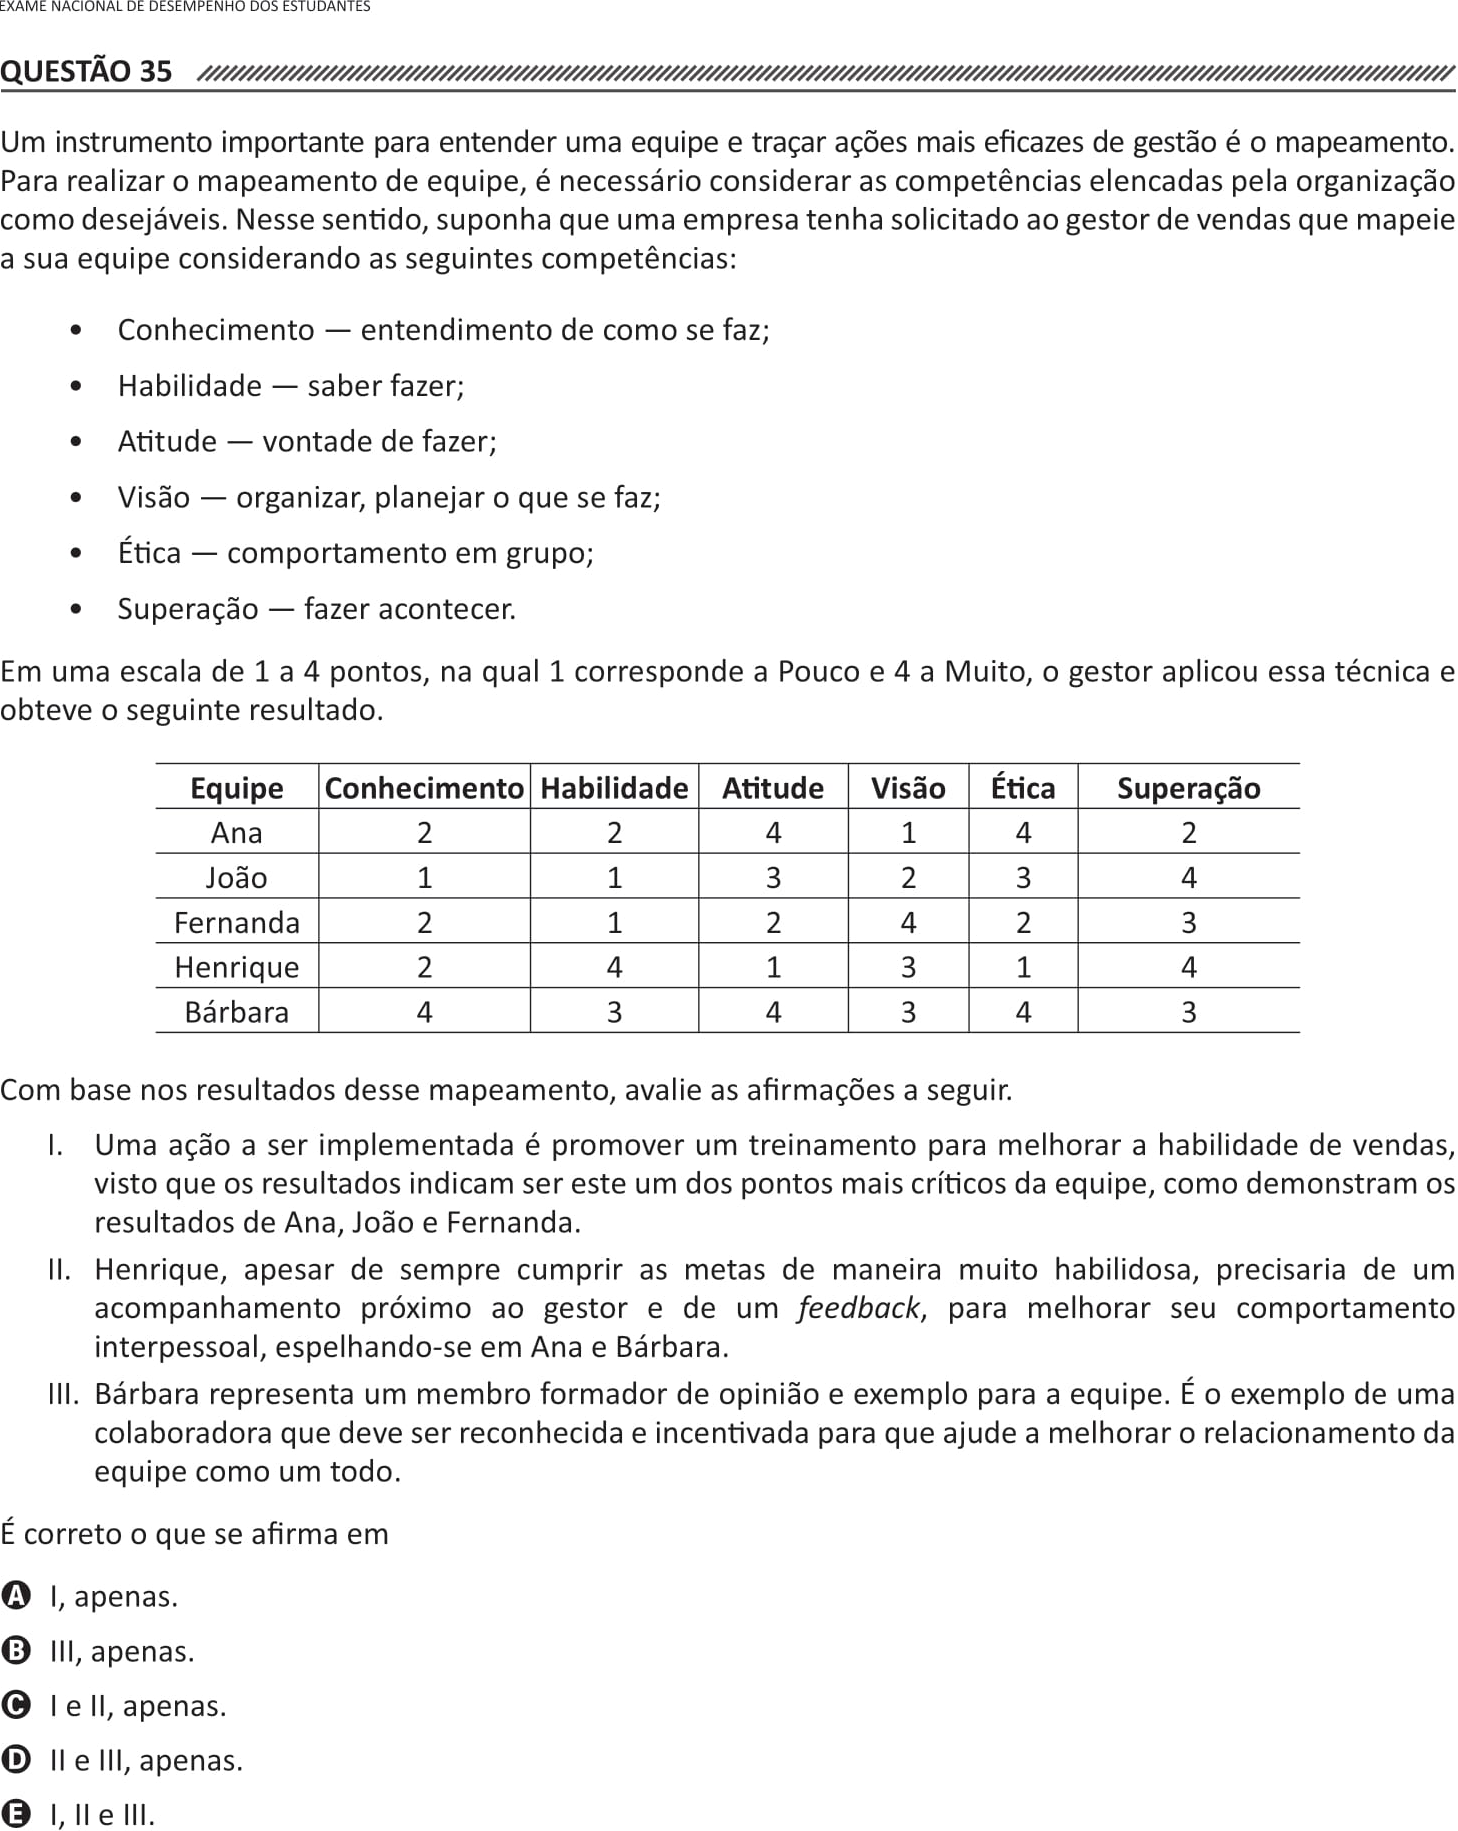 EXAME NACIONAL DE DESEMPENHO DOS ESTUDANTES
QUESTÃO 35
Um instrumento importante para entender uma equipe e traçar ações mais eficazes de gestão é o mapeamento.
Para realizar o mapeamento de equipe, é necessário considerar as competências elencadas pela organização
como desejáveis. Nesse sentido, suponha que uma empresa tenha solicitado ao gestor de vendas que mapeie
a sua equipe considerando as seguintes competências:
• Conhecimento — entendimento de como se faz;
• Habilidade — saber fazer;
• Atitude — vontade de fazer;
• Visão — organizar, planejar o que se faz;
• Ética — comportamento em grupo;
• Superação — fazer acontecer.
Em uma escala de 1 a 4 pontos, na qual 1 corresponde a Pouco e 4 a Muito, o gestor aplicou essa técnica e
obteve o seguinte resultado.
Equipe Conhecimento Habilidade Atitude Visão Ética Superação
Ana 2 2 4 1 4 2
João 1 1 3 2 3 4
Fernanda 2 1 2 4 2 3
Henrique 2 4 1 3 1 4
Bárbara 4 3 4 3 4 3
Com base nos resultados desse mapeamento, avalie as afirmações a seguir.
I. Uma ação a ser implementada é promover um treinamento para melhorar a habilidade de vendas,
visto que os resultados indicam ser este um dos pontos mais críticos da equipe, como demonstram os
resultados de Ana, João e Fernanda.
II. Henrique, apesar de sempre cumprir as metas de maneira muito habilidosa, precisaria de um
acompanhamento próximo ao gestor e de um feedback, para melhorar seu comportamento
interpessoal, espelhando-se em Ana e Bárbara.
III. Bárbara representa um membro formador de opinião e exemplo para a equipe. É o exemplo de uma
colaboradora que deve ser reconhecida e incentivada para que ajude a melhorar o relacionamento da
equipe como um todo.
É correto o que se afirma em
A I, apenas.
B III, apenas.
C I e II, apenas.
D II e III, apenas.
E I, II e III.